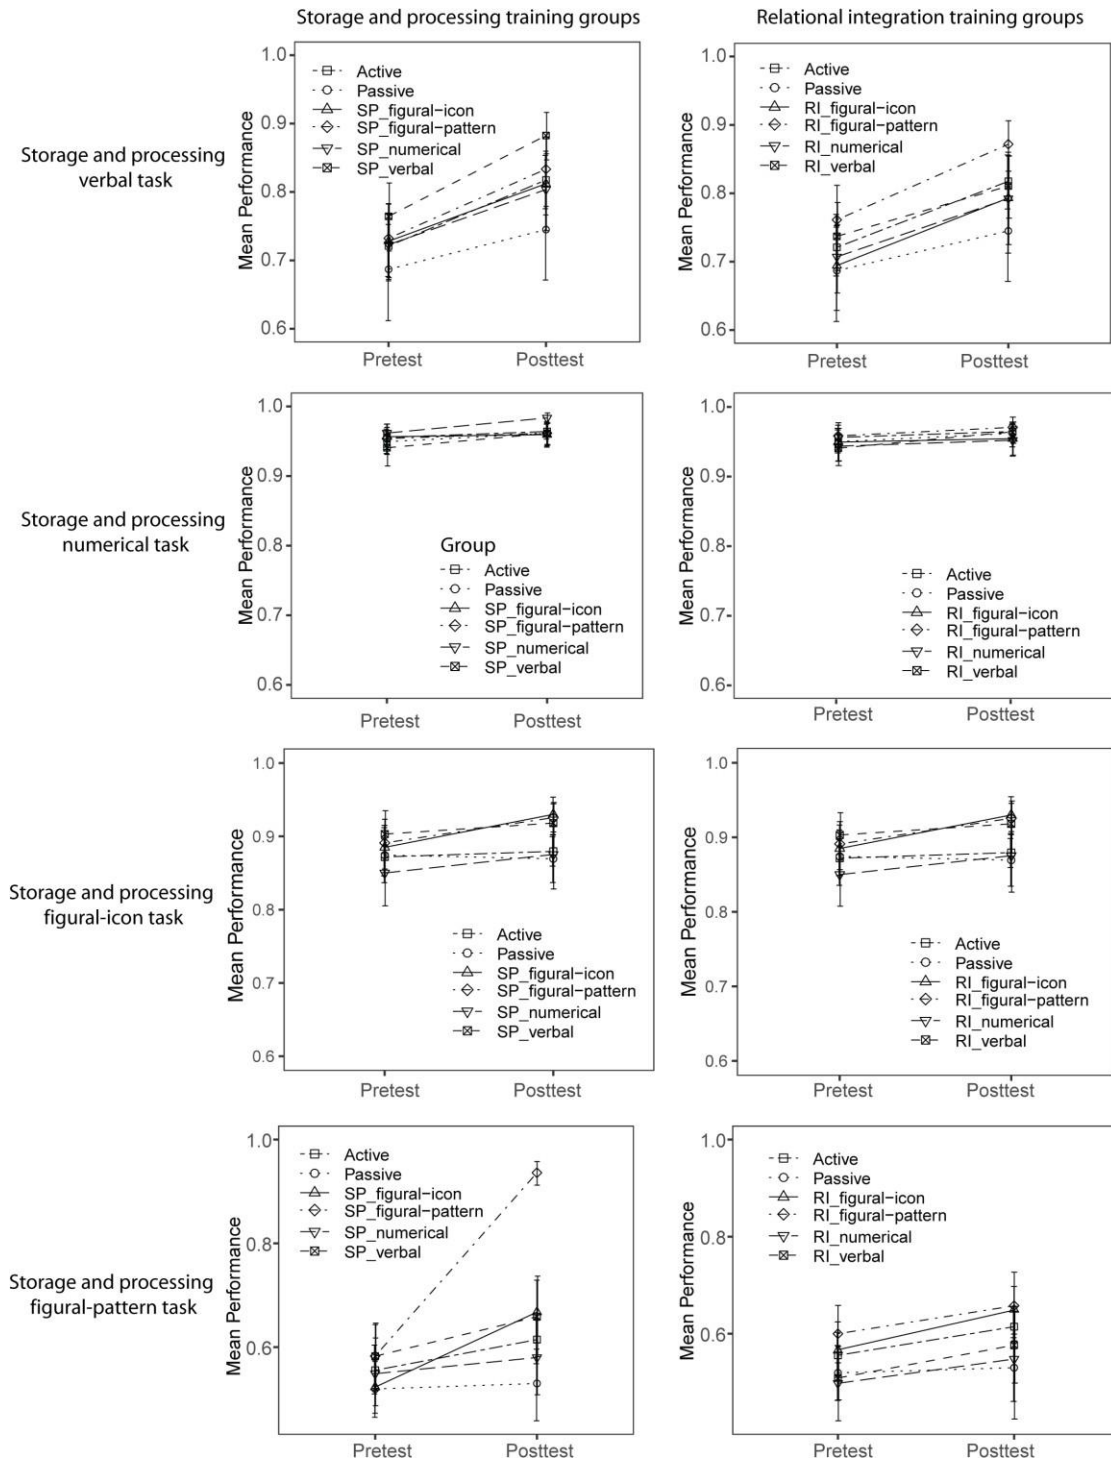 Storage and processing training groups
Relational integration training groups
Storage and processing
verbal task
Mean Performance
1.0
0.9
0.8
0.7
0.6
Active
Passive
SP_figural-icon
SP_figural-pattern
SP_numerical
SP_verbal
Pretest
Posttest
Mean Performance
1.0
0.9
0.8
0.7
0.6
Active
Passive
RI_figural-icon
RI_figural-pattern
RI_numerical
RI_verbal
Pretest
Posttest
Storage and processing
numerical task
Mean Performance
1.0
0.9
0.8
0.7
0.6
Group
Active
Passive
SP_figural-icon
SP_figural-pattern
SP_numerical
SP_verbal
Pretest
Posttest
Mean Performance
1.0
0.9
0.8
0.7
0.6
Active
Passive
RI_figural-icon
RI_figural-pattern
RI_numerical
RI_verbal
Pretest
Posttest
Storage and processing
figural-icon task
Mean Performance
1.0
0.9
0.8
0.7
0.6
Active
Passive
SP_figural-icon
SP_figural-pattern
SP_numerical
SP_verbal
Pretest
Posttest
Mean Performance
1.0
0.9
0.8
0.7
0.6
Active
Passive
RI_figural-icon
RI_figural-pattern
RI_numerical
RI_verbal
Pretest
Posttest
Storage and processing
figural-pattern task
Mean Performance
1.0
0.8
0.6
Active
Passive
SP_figural-icon
SP_figural-pattern
SP_numerical
SP_verbal
Pretest
Posttest
Mean Performance
1.0
0.8
0.6
Active
Passive
RI_figural-icon
RI_figural-pattern
RI_numerical
RI_verbal
Pretest
Posttest